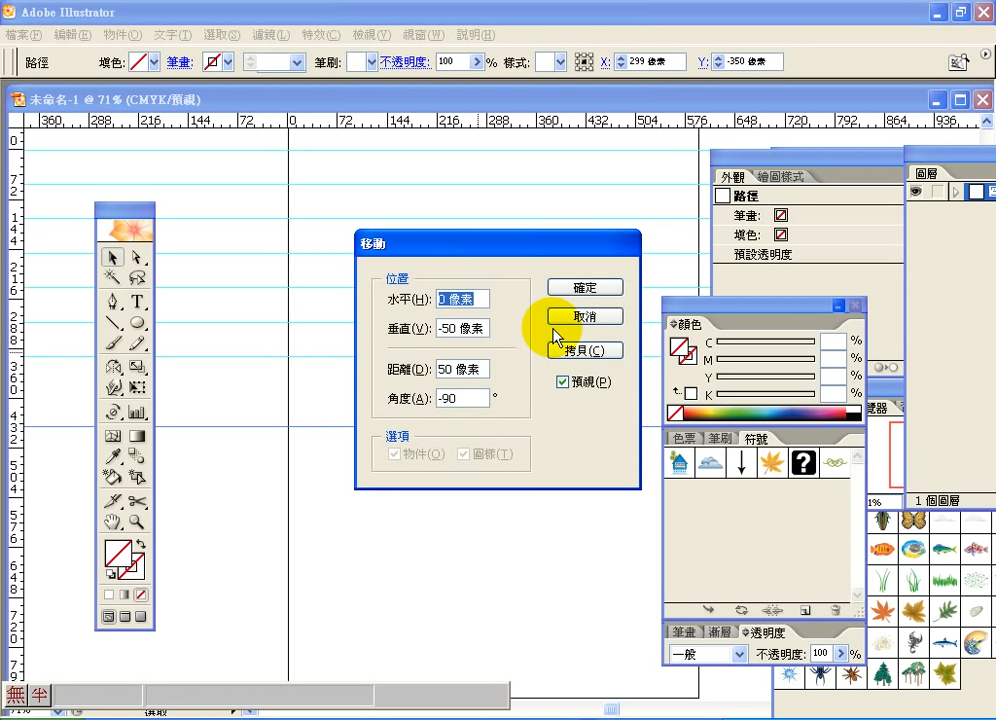 Adobe Illustrator
檔案(F) 編輯(E) 物件(O) 文字(T) 選取(S) 濾鏡(L) 特效(C) 檢視(V) 視窗(W) 說明(H)
路徑 填色: 筆畫: 筆刷: 不透明度: 100 % 樣式: X: 299 像素 Y: -350 像素
未命名-1 @ 71% (CMYK/預視)
360 288 216 144 72 0 72 144 216 288 360 432 504 576 648 720 792 864 936
外觀 繪圖樣式
路徑
筆畫:
填色:
預設透明度
圖層
1 個圖層
移動
位置
水平(H): 0 像素
垂直(V): -50 像素
距離(D): 50 像素
角度(A): -90 °
選項
物件(O) 圖樣(T)
確定
取消
拷貝(C)
預視(P)
顏色
C %
M %
Y %
K %
色票 筆刷 符號
筆畫 漸層 透明度
一般 不透明度: 100 %
無 半
71%